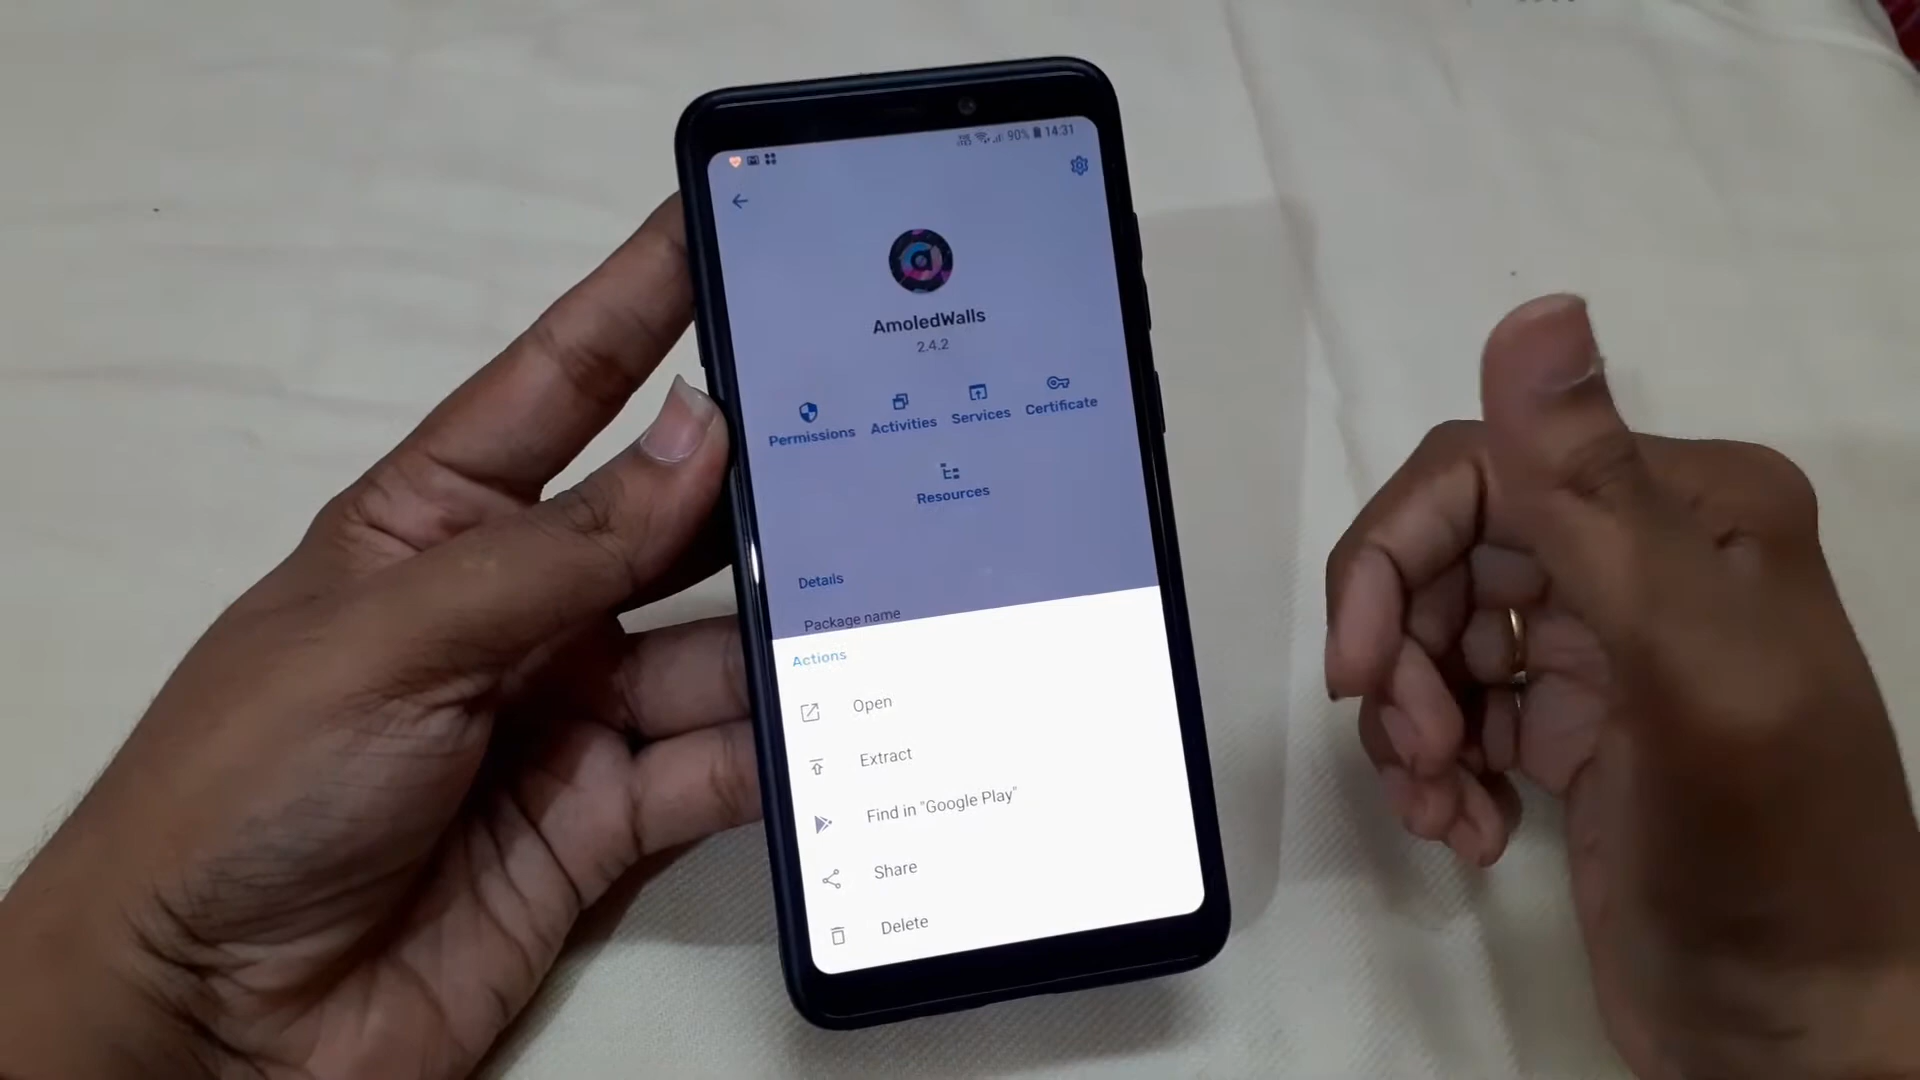 90% 14:31
AmoledWalls
2.4.2
Permissions Activities Services Certificate
Resources
Details
Package name
Actions
Open
Extract
Find in "Google Play"
Share
Delete